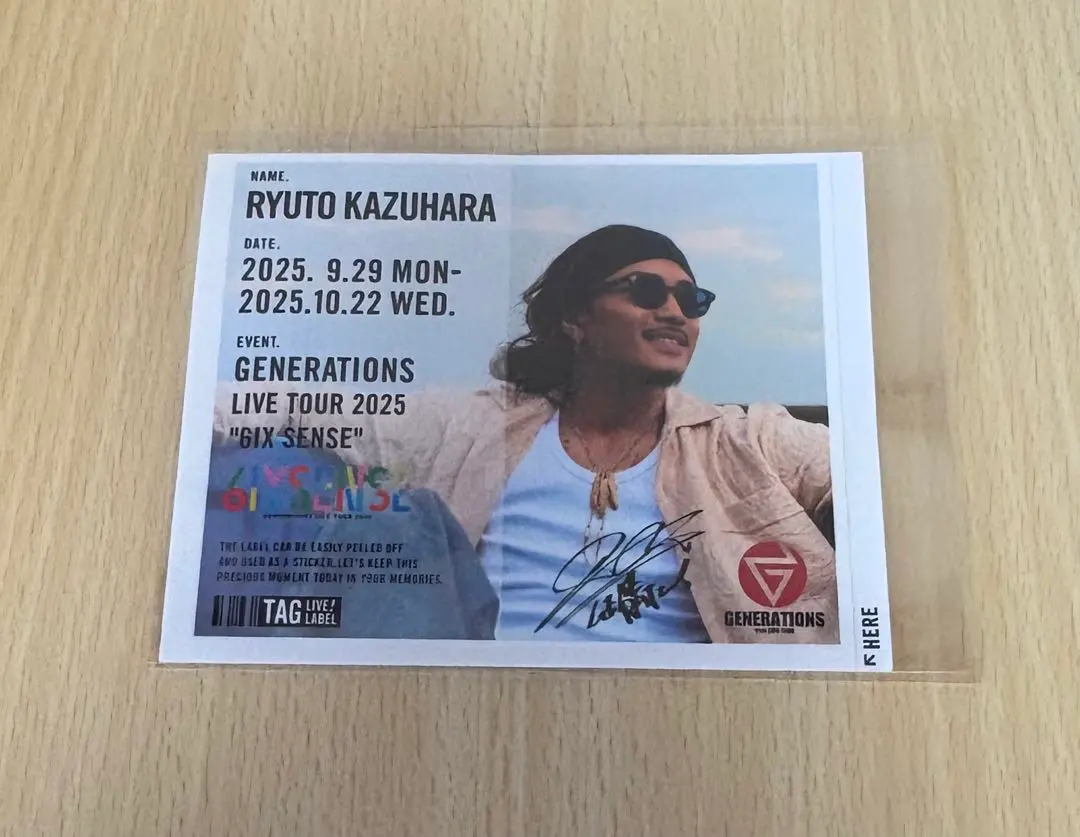 NAME.
RYUTO KAZUHARA
DATE.
2025. 9.29 MON-
2025.10.22 WED.
EVENT.
GENERATIONS
LIVE TOUR 2025
"6IX SENSE"
THE LABEL CAN BE EASILY PEELED OFF
AND USED AS A STICKER.LET'S KEEP THIS
PRECIOUS MOMENT TODAY IN YOUR MEMORIES.
TAG LIVE!
LABEL
GENERATIONS
HERE